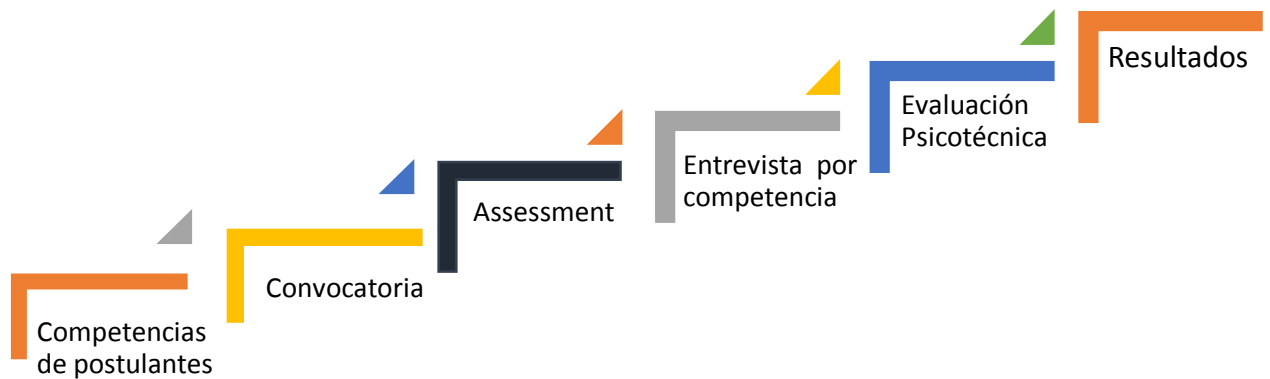 Competencias
de postulantes
Convocatoria
Assessment
Entrevista por
competencia
Evaluación
Psicotécnica
Resultados